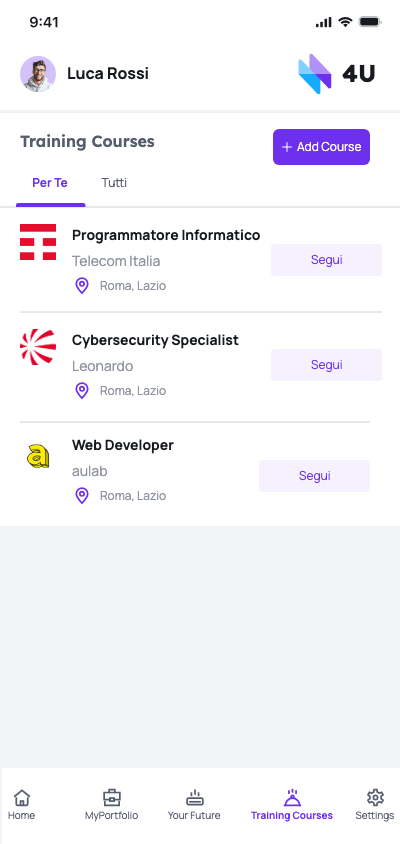 9:41
Luca Rossi
4U
Training Courses
+ Add Course
Per Te
Tutti
Programmatore Informatico
Telecom Italia
Roma, Lazio
Segui
Cybersecurity Specialist
Leonardo
Roma, Lazio
Segui
a
Web Developer
aulab
Roma, Lazio
Segui
Home
MyPortfolio
Your Future
Training Courses
Settings